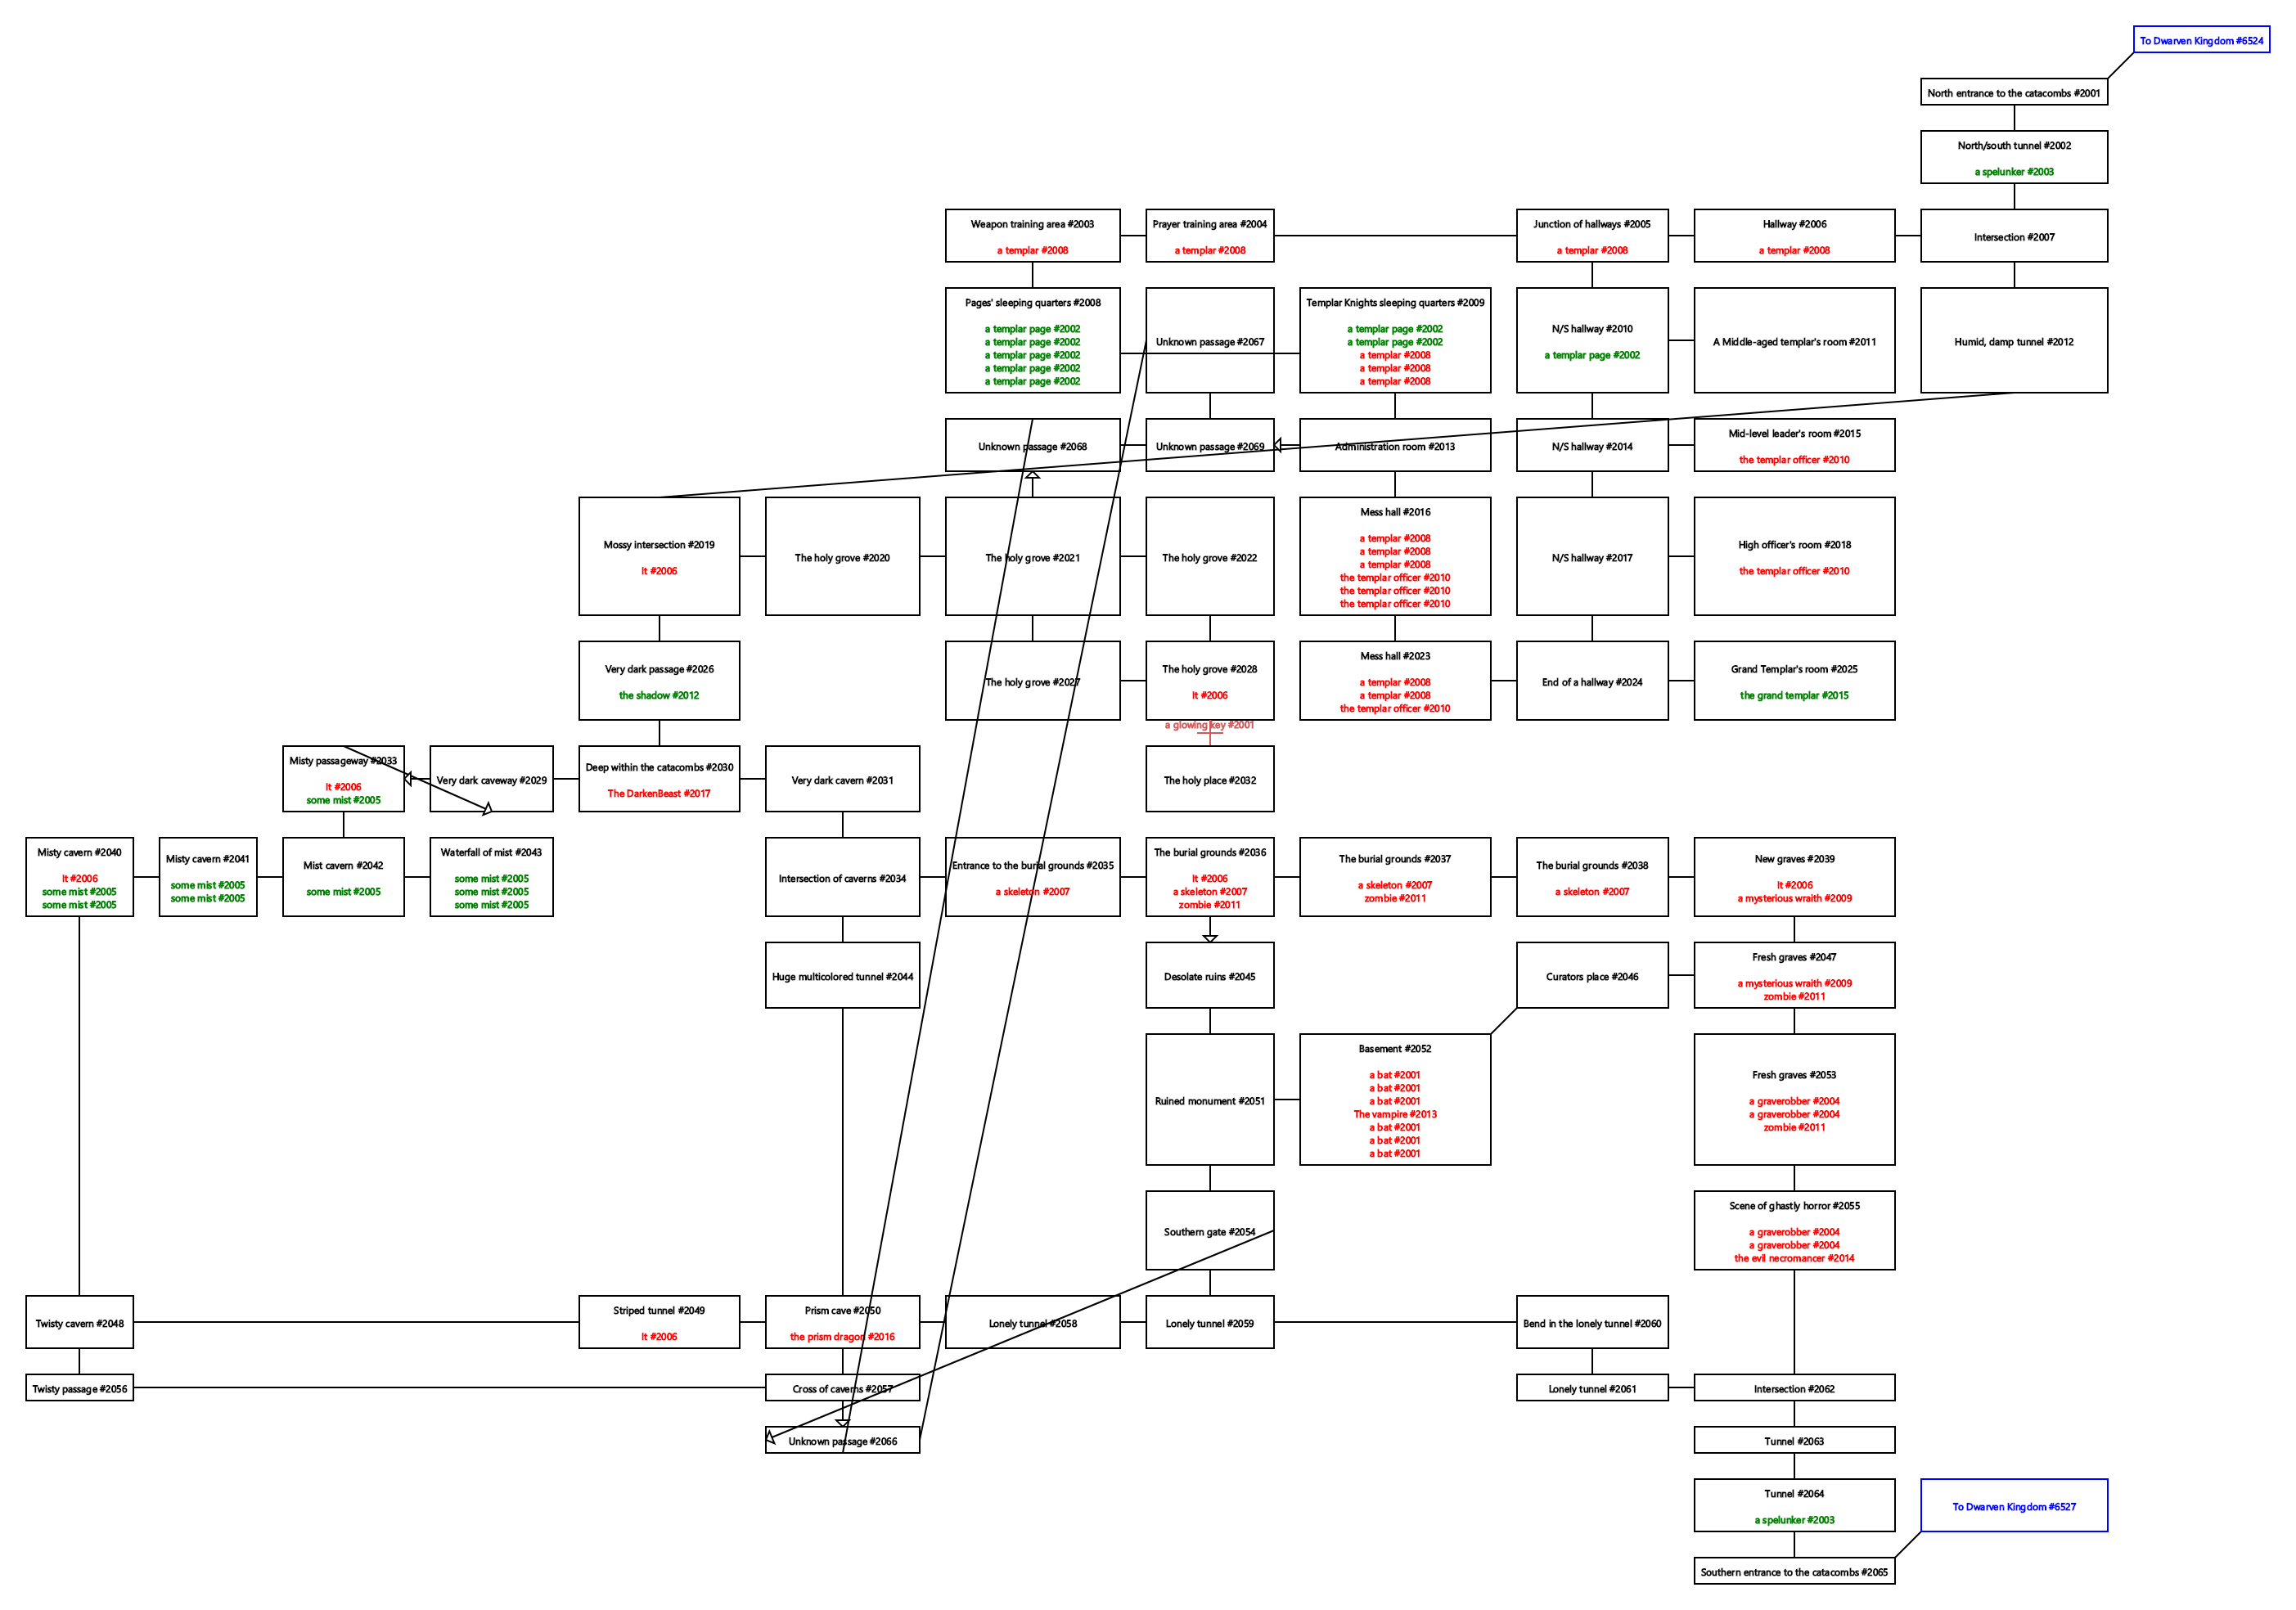 To Dwarven Kingdom #6524
North entrance to the catacombs #2001
North/south tunnel #2002
a spelunker #2003
Weapon training area #2003
a templar #2008
Prayer training area #2004
a templar #2008
Junction of hallways #2005
a templar #2008
Hallway #2006
a templar #2008
Intersection #2007
Pages' sleeping quarters #2008
a templar page #2002
a templar page #2002
a templar page #2002
a templar page #2002
a templar page #2002
Unknown passage #2067
Templar Knights sleeping quarters #2009
a templar page #2002
a templar page #2002
a templar #2008
a templar #2008
a templar #2008
N/S hallway #2010
a templar page #2002
A Middle-aged templar's room #2011
Humid, damp tunnel #2012
Unknown passage #2068
Unknown passage #2069
Administration room #2013
N/S hallway #2014
Mid-level leader's room #2015
the templar officer #2010
Mossy intersection #2019
It #2006
The holy grove #2020
The holy grove #2021
The holy grove #2022
Mess hall #2016
a templar #2008
a templar #2008
a templar #2008
the templar officer #2010
the templar officer #2010
the templar officer #2010
N/S hallway #2017
High officer's room #2018
the templar officer #2010
Very dark passage #2026
the shadow #2012
The holy grove #2027
The holy grove #2028
It #2006
a glowing key #2001
Mess hall #2023
a templar #2008
a templar #2008
the templar officer #2010
End of a hallway #2024
Grand Templar's room #2025
the grand templar #2015
Misty passageway #2033
It #2006
some mist #2005
Very dark caveway #2029
Deep within the catacombs #2030
The DarkenBeast #2017
Very dark cavern #2031
The holy place #2032
Misty cavern #2040
It #2006
some mist #2005
some mist #2005
Misty cavern #2041
some mist #2005
some mist #2005
Mist cavern #2042
some mist #2005
Waterfall of mist #2043
some mist #2005
some mist #2005
some mist #2005
Intersection of caverns #2034
Entrance to the burial grounds #2035
a skeleton #2007
The burial grounds #2036
It #2006
a skeleton #2007
zombie #2011
The burial grounds #2037
a skeleton #2007
zombie #2011
The burial grounds #2038
a skeleton #2007
New graves #2039
It #2006
a mysterious wraith #2009
Huge multicolored tunnel #2044
Desolate ruins #2045
Curators place #2046
Fresh graves #2047
a mysterious wraith #2009
zombie #2011
Ruined monument #2051
Basement #2052
a bat #2001
a bat #2001
a bat #2001
The vampire #2013
a bat #2001
a bat #2001
a bat #2001
Fresh graves #2053
a graverobber #2004
a graverobber #2004
zombie #2011
Southern gate #2054
Scene of ghastly horror #2055
a graverobber #2004
a graverobber #2004
the evil necromancer #2014
Twisty cavern #2048
Striped tunnel #2049
It #2006
Prism cave #2050
the prism dragon #2016
Lonely tunnel #2058
Lonely tunnel #2059
Bend in the lonely tunnel #2060
Twisty passage #2056
Cross of caverns #2057
Lonely tunnel #2061
Intersection #2062
Unknown passage #2066
Tunnel #2063
Tunnel #2064
a spelunker #2003
To Dwarven Kingdom #6527
Southern entrance to the catacombs #2065